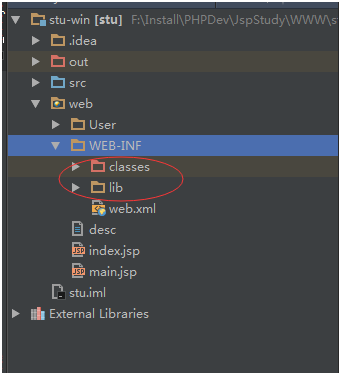 stu-win [stu] F:\Install\PHPDev\JspStudy\WWW\s
.idea
out
src
web
User
WEB-INF
classes
lib
web.xml
desc
index.jsp
main.jsp
stu.iml
External Libraries